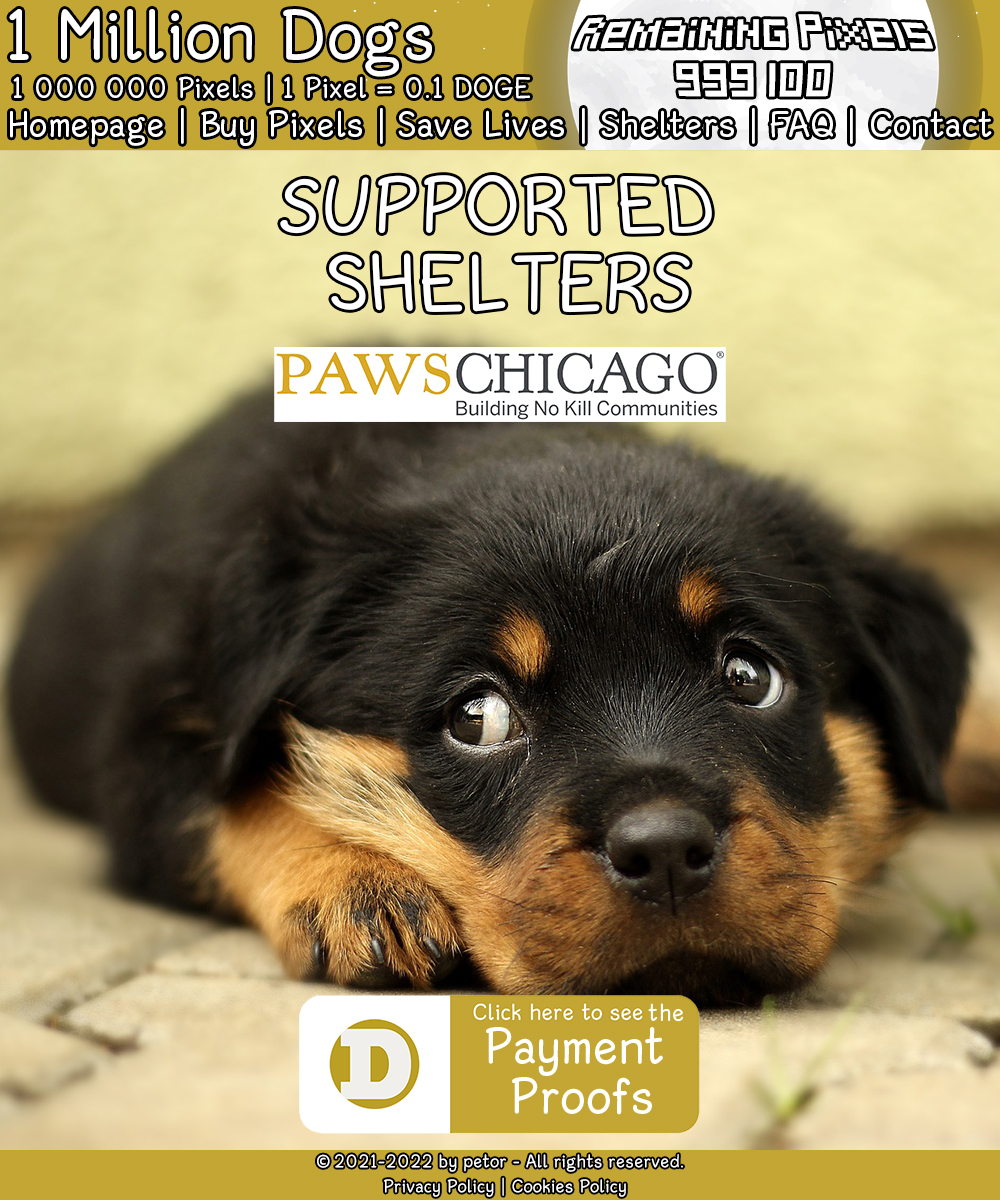 1 Million Dogs
1 000 000 Pixels | 1 Pixel = 0.1 DOGE
Remaining Pixels
999 100
Homepage | Buy Pixels | Save Lives | Shelters | FAQ | Contact
SUPPORTED
SHELTERS
PAWSCHICAGO®
Building No Kill Communities
D
Click here to see the
Payment
Proofs
© 2021-2022 by petor - All rights reserved.
Privacy Policy | Cookies Policy